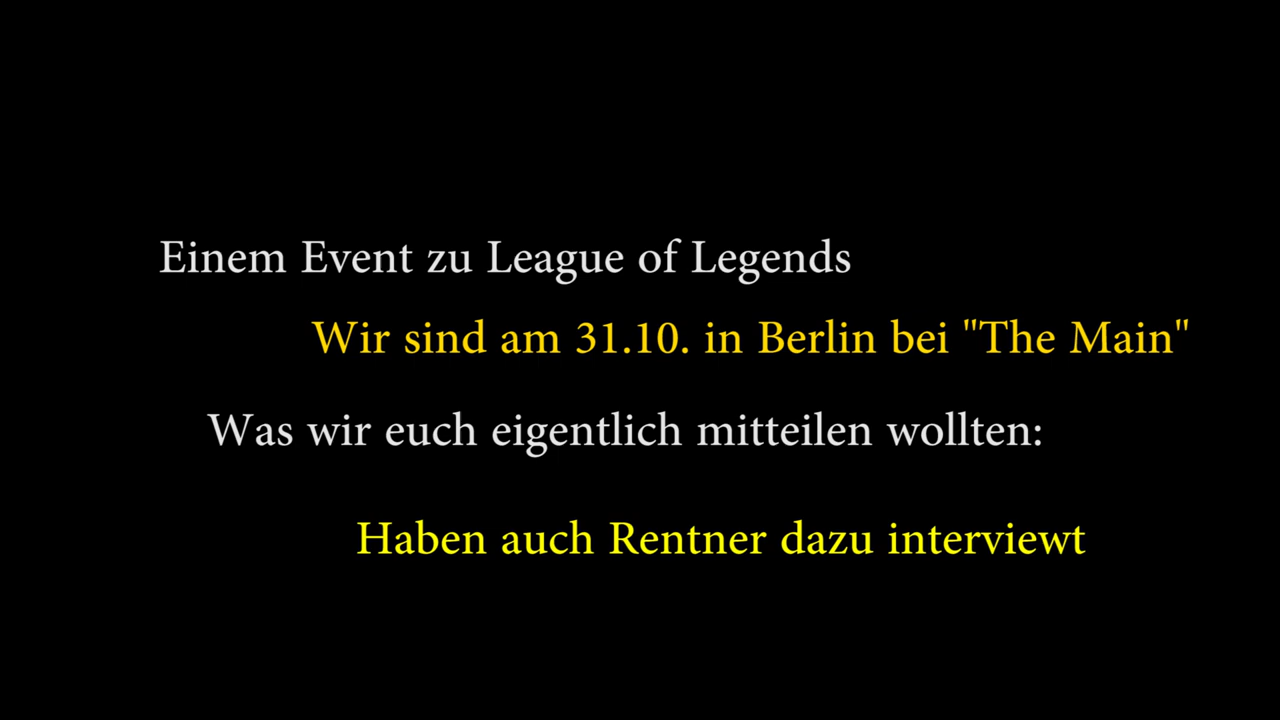 Einem Event zu League of Legends
Wir sind am 31.10. in Berlin bei "The Main"
Was wir euch eigentlich mitteilen wollten:
Haben auch Rentner dazu interviewt